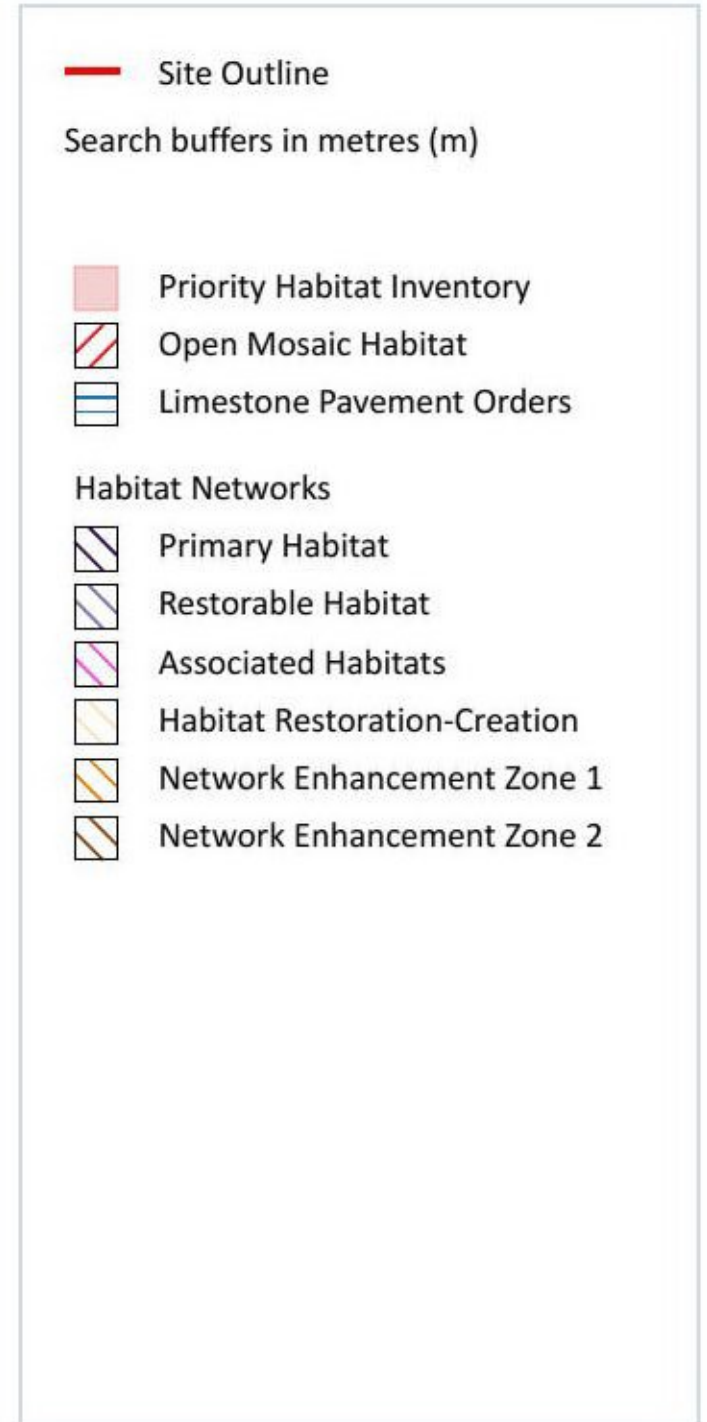 Site Outline
Search buffers in metres (m)
Priority Habitat Inventory
Open Mosaic Habitat
Limestone Pavement Orders
Habitat Networks
Primary Habitat
Restorable Habitat
Associated Habitats
Habitat Restoration-Creation
Network Enhancement Zone 1
Network Enhancement Zone 2